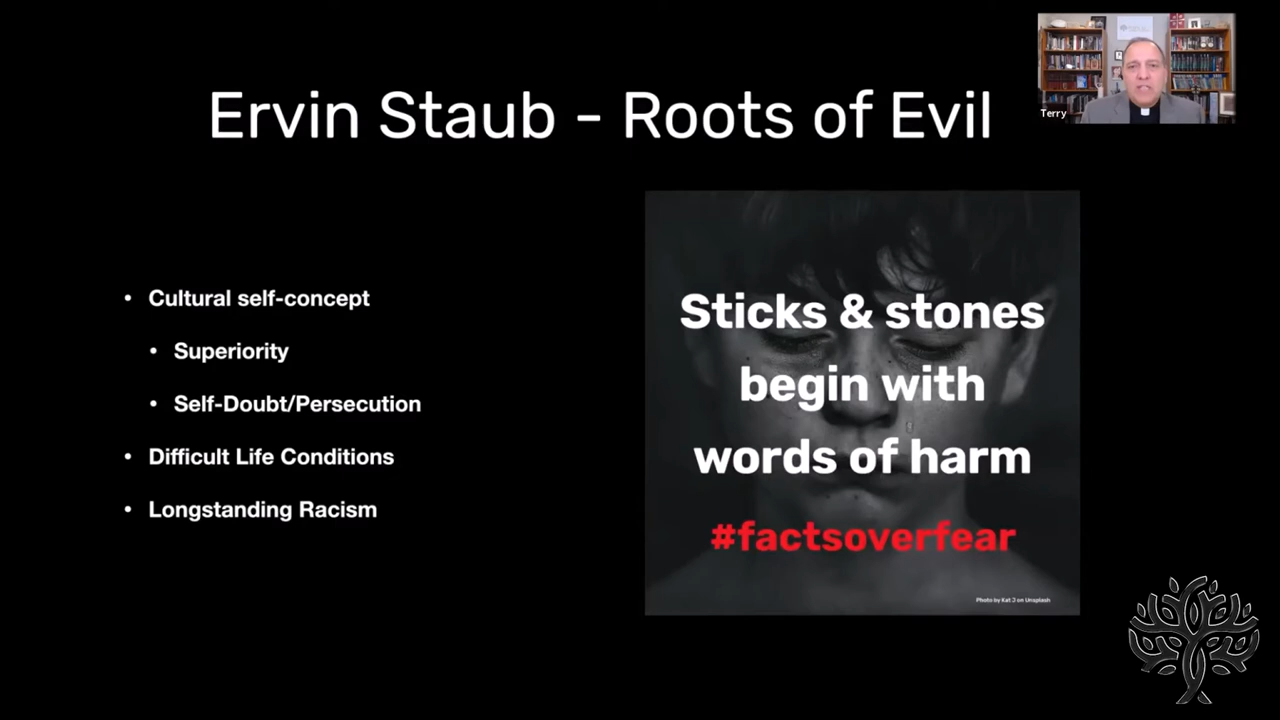 Ervin Staub - Roots of Evil
Terry
• Cultural self-concept
• Superiority
• Self-Doubt/Persecution
• Difficult Life Conditions
• Longstanding Racism
Sticks & stones
begin with
words of harm
#factsoverfear
Photo by Kat J on Unsplash